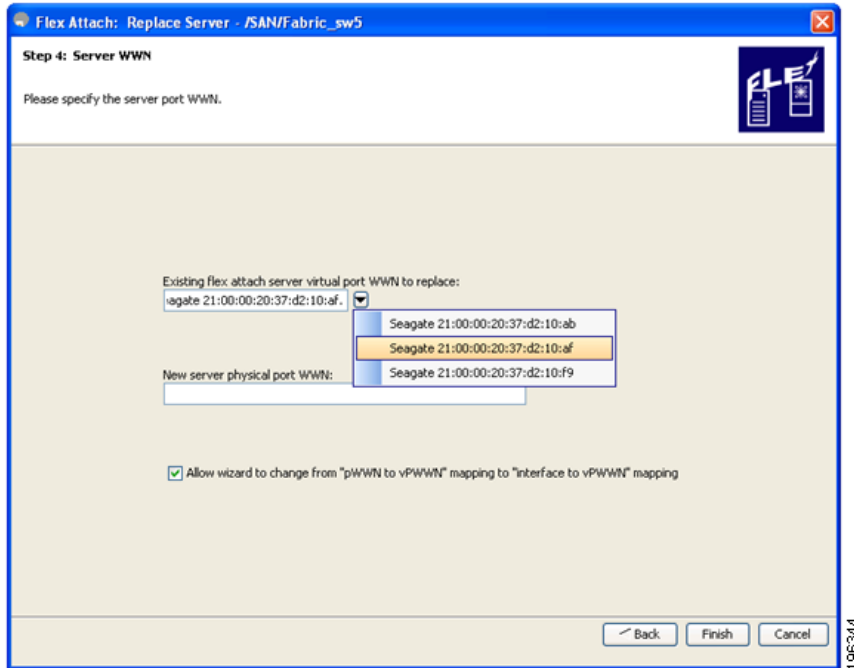 Flex Attach: Replace Server - /SAN/Fabric_sw5
Step 4: Server WWN
FLEX
Please specify the server port WWN.
Existing flex attach server virtual port WWN to replace:
agate 21:00:00:20:37:d2:10:af.
Seagate 21:00:00:20:37:d2:10:ab
Seagate 21:00:00:20:37:d2:10:af
Seagate 21:00:00:20:37:d2:10:f9
New server physical port WWN:
Allow wizard to change from "pWWN to vPWWN" mapping to "interface to vPWWN" mapping
Back Finish Cancel
196344